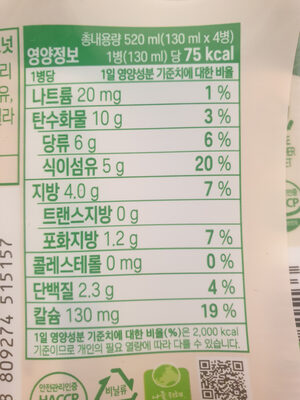 총내용량 520 ml(130 ml x 4병)
영양정보 1병(130 ml) 당 75 kcal
1병당 1일 영양성분 기준치에 대한 비율
나트륨 20 mg 1 %
탄수화물 10 g 3 %
당류 6 g 6 %
식이섬유 5 g 20 %
지방 4.0 g 7 %
트랜스지방 0 g
포화지방 1.2 g 7 %
콜레스테롤 0 mg 0 %
단백질 2.3 g 4 %
칼슘 130 mg 19 %
1일 영양성분 기준치에 대한 비율(%)은 2,000 kcal
기준이므로 개인의 필요 열량에 따라 다를 수 있습니다.
8 809274 515157
안전관리인증
HACCP
비닐류